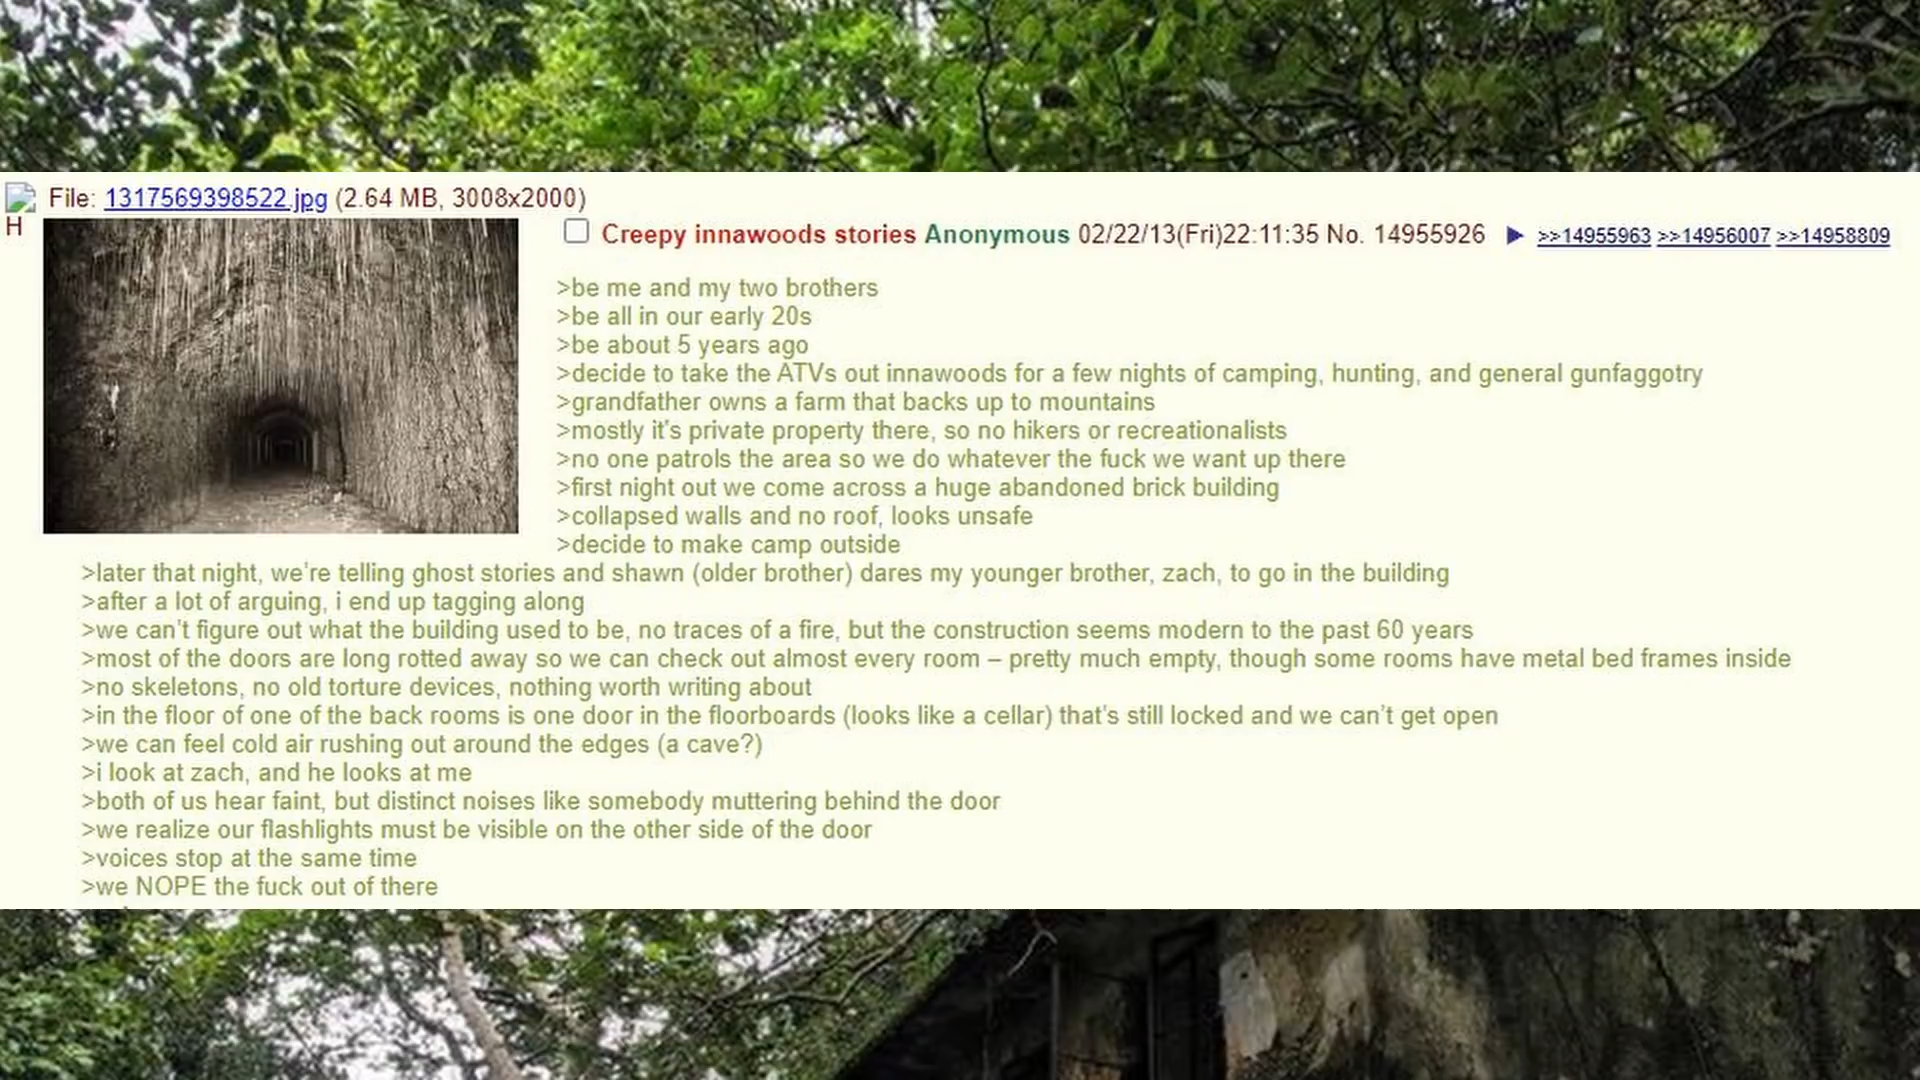 File: 1317569398522.jpg (2.64 MB, 3008x2000)
H
Creepy innawoods stories Anonymous 02/22/13(Fri)22:11:35 No. 14955926 ▶ >>14955963 >>14956007 >>14958809
>be me and my two brothers
>be all in our early 20s
>be about 5 years ago
>decide to take the ATVs out innawoods for a few nights of camping, hunting, and general gunfaggotry
>grandfather owns a farm that backs up to mountains
>mostly it's private property there, so no hikers or recreationalists
>no one patrols the area so we do whatever the fuck we want up there
>first night out we come across a huge abandoned brick building
>collapsed walls and no roof, looks unsafe
>decide to make camp outside
>later that night, we're telling ghost stories and shawn (older brother) dares my younger brother, zach, to go in the building
>after a lot of arguing, i end up tagging along
>we can't figure out what the building used to be, no traces of a fire, but the construction seems modern to the past 60 years
>most of the doors are long rotted away so we can check out almost every room – pretty much empty, though some rooms have metal bed frames inside
>no skeletons, no old torture devices, nothing worth writing about
>in the floor of one of the back rooms is one door in the floorboards (looks like a cellar) that's still locked and we can't get open
>we can feel cold air rushing out around the edges (a cave?)
>i look at zach, and he looks at me
>both of us hear faint, but distinct noises like somebody muttering behind the door
>we realize our flashlights must be visible on the other side of the door
>voices stop at the same time
>we NOPE the fuck out of there